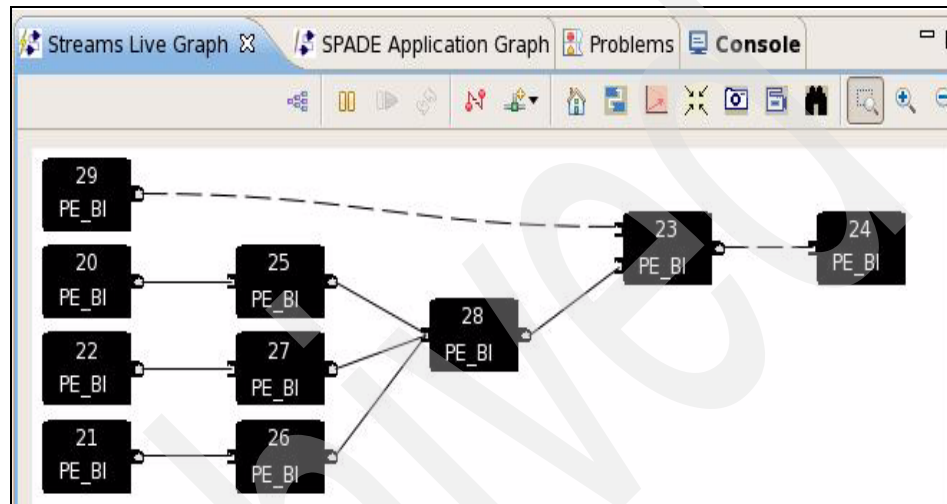 Streams Live Graph SPADE Application Graph Problems Console
29
PE_BI
20
PE_BI
25
PE_BI
22
PE_BI
27
PE_BI
21
PE_BI
26
PE_BI
28
PE_BI
23
PE_BI
24
PE_BI